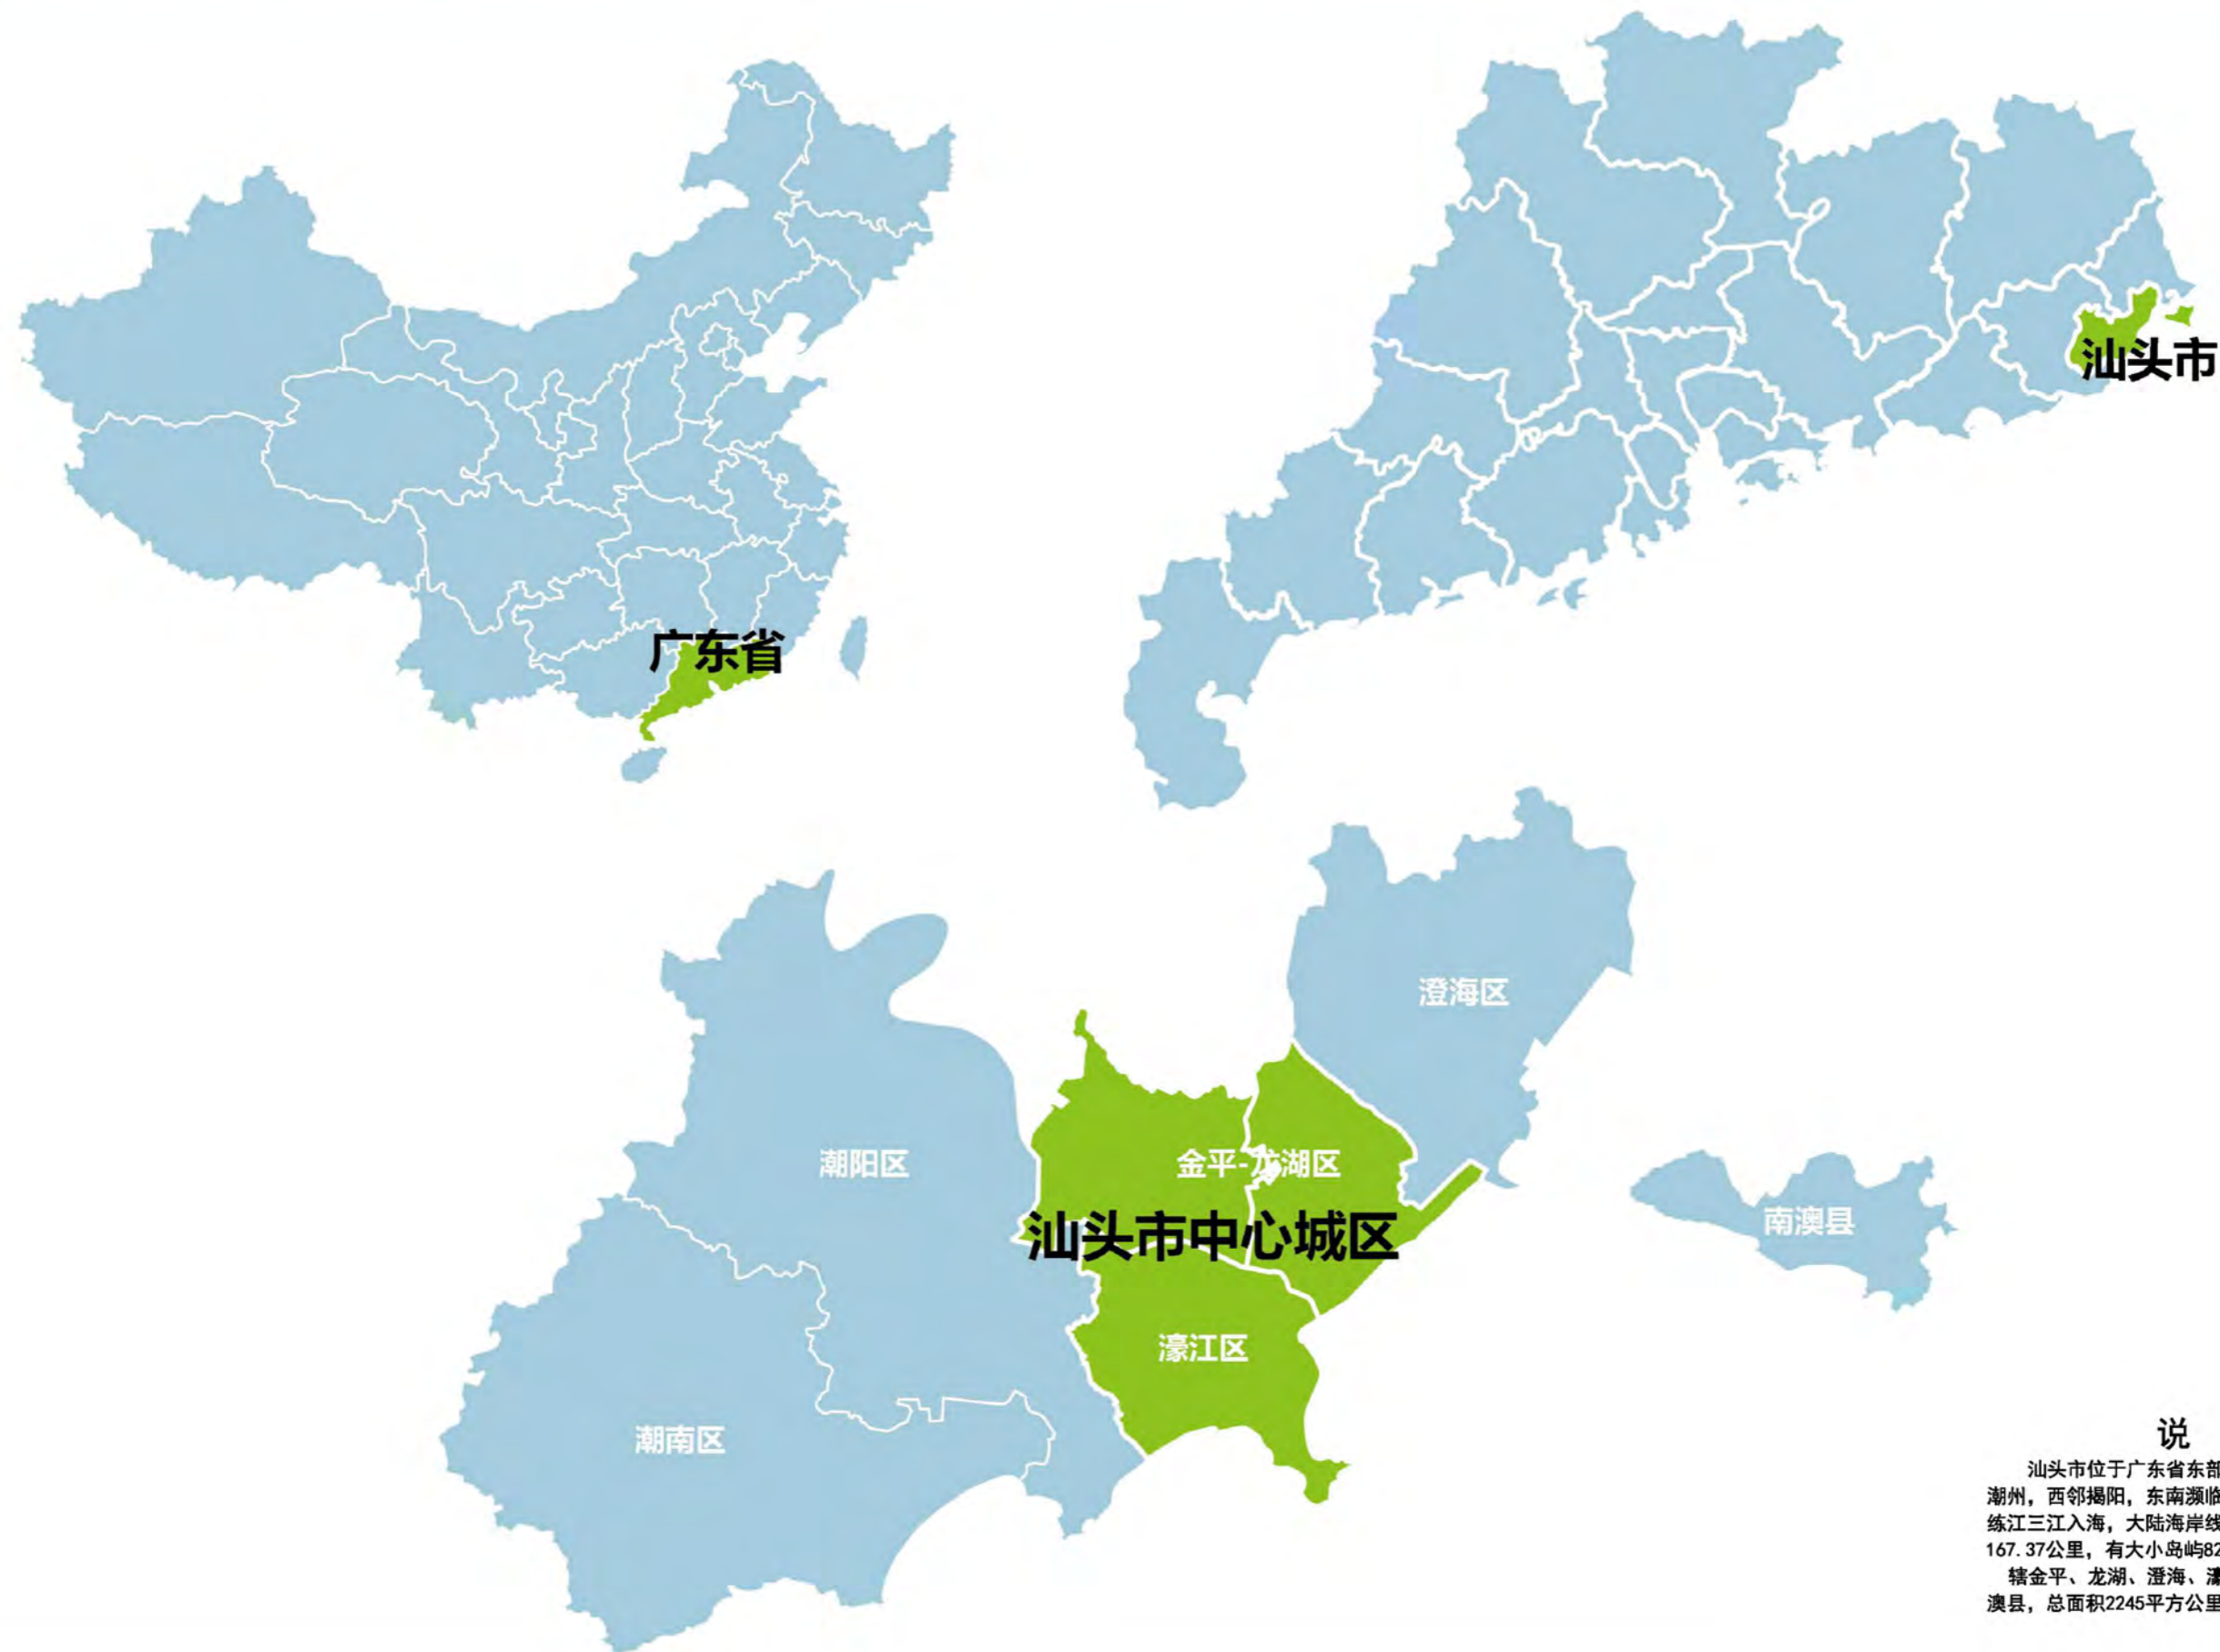 广东省
汕头市
澄海区
潮阳区
金平-龙湖区
南澳县
汕头市中心城区
濠江区
潮南区
说
汕头市位于广东省东部
潮州，西邻揭阳，东南濒临
练江三江入海，大陆海岸线
167.37公里，有大小岛屿82
辖金平、龙湖、澄海、濠
澳县，总面积2245平方公里